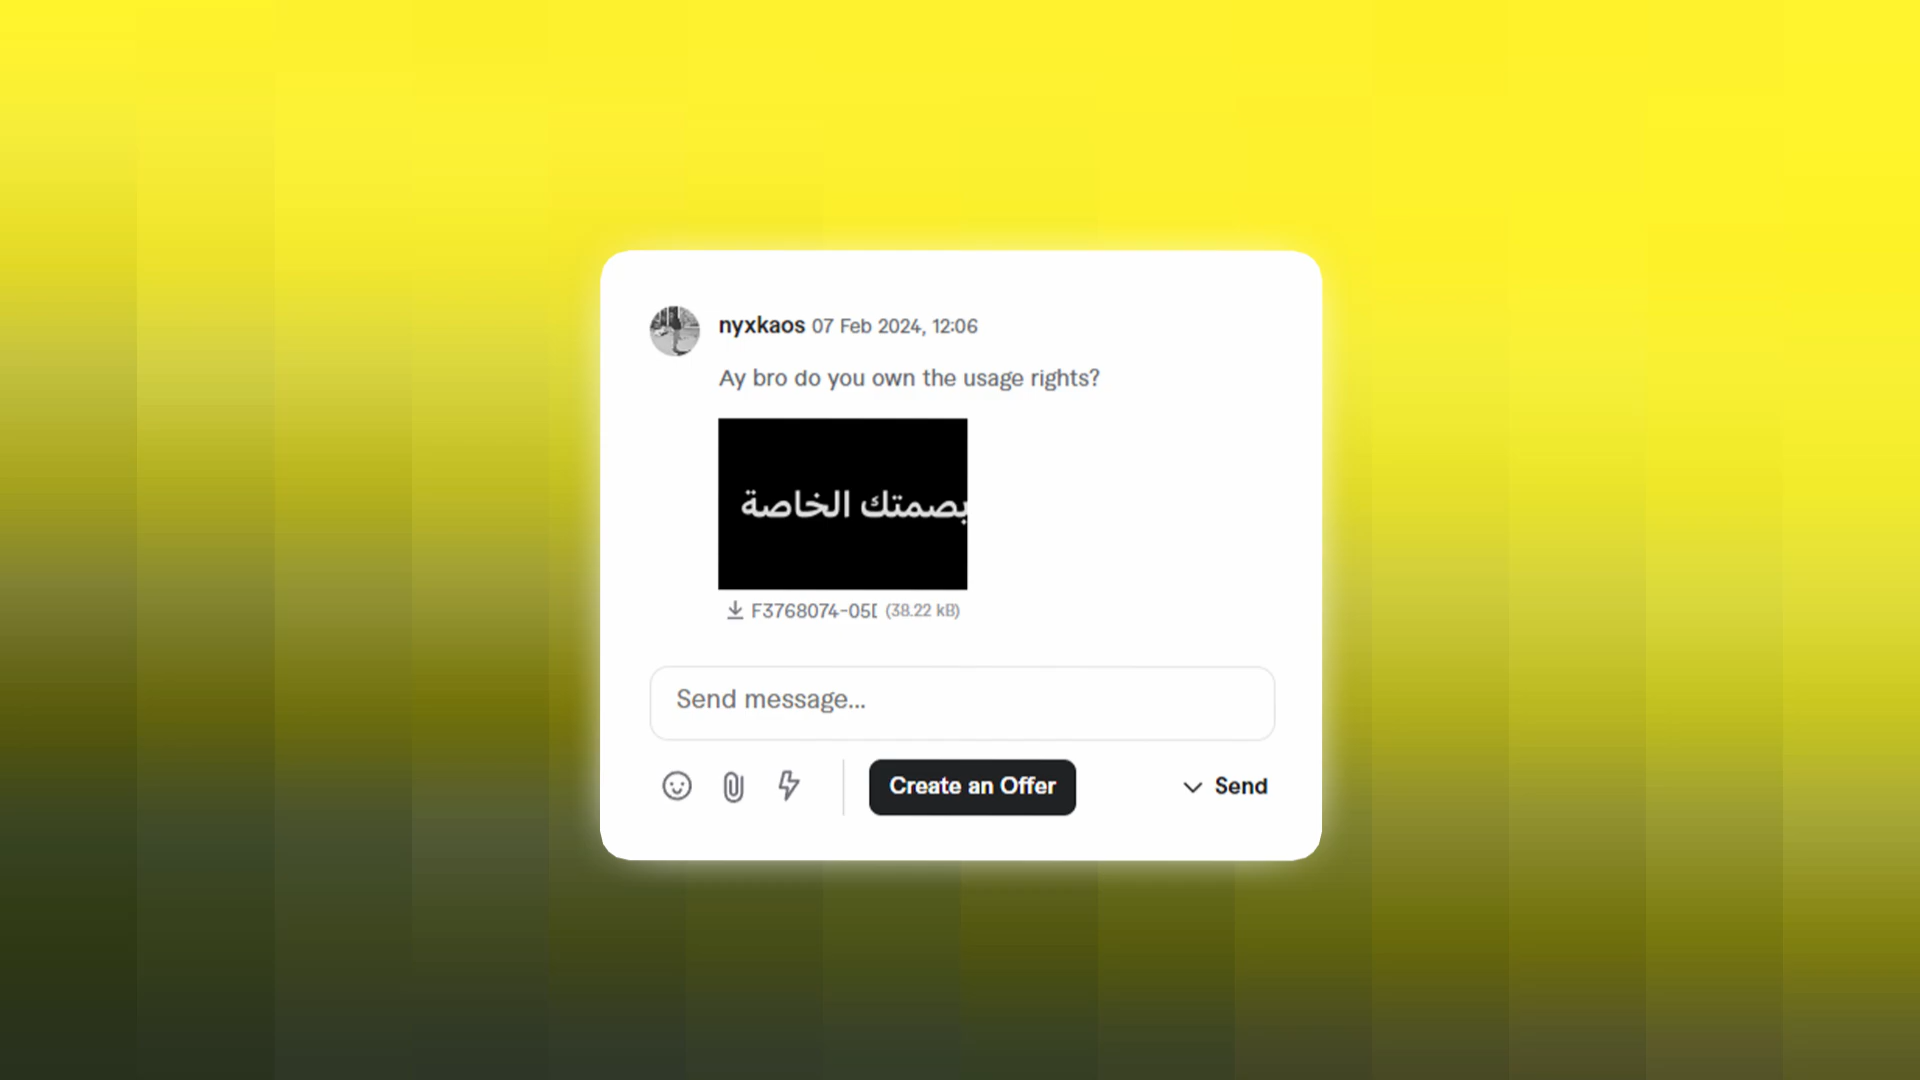 nyxkaos 07 Feb 2024, 12:06
Ay bro do you own the usage rights?
بصمتك الخاصة
F3768074-05 (38.22 kB)
Send message...
Create an Offer
Send